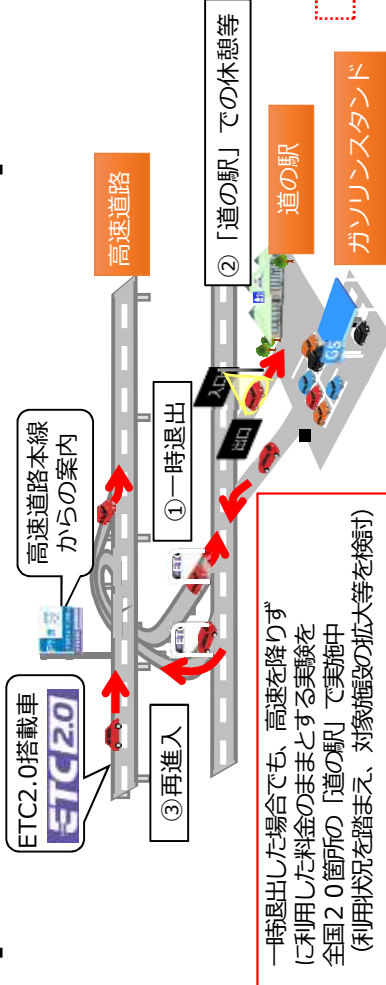 高速道路本線
からの案内
ETC2.0搭載車
ETC2.0
高速道路
①一時退出
②「道の駅」での休憩等
③再進入
入口
出口
道の駅
GS
ガソリンスタンド
一時退出した場合でも、高速を降りず
に利用した料金のままとする実験を
全国20箇所の「道の駅」で実施中
(利用状況を踏まえ、対象施設の拡大等を検討)